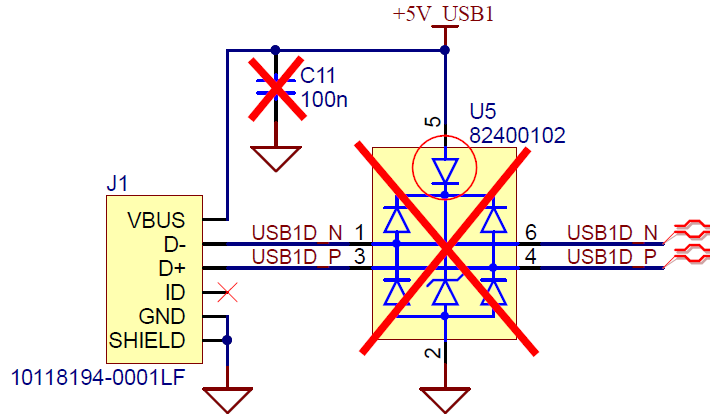 +5V_USB1
C11
100n
U5
82400102
5
J1
VBUS
D-
D+
ID
GND
SHIELD
USB1D_N
1
USB1D_P
3
6
USB1D_N
4
USB1D_P
2
10118194-0001LF